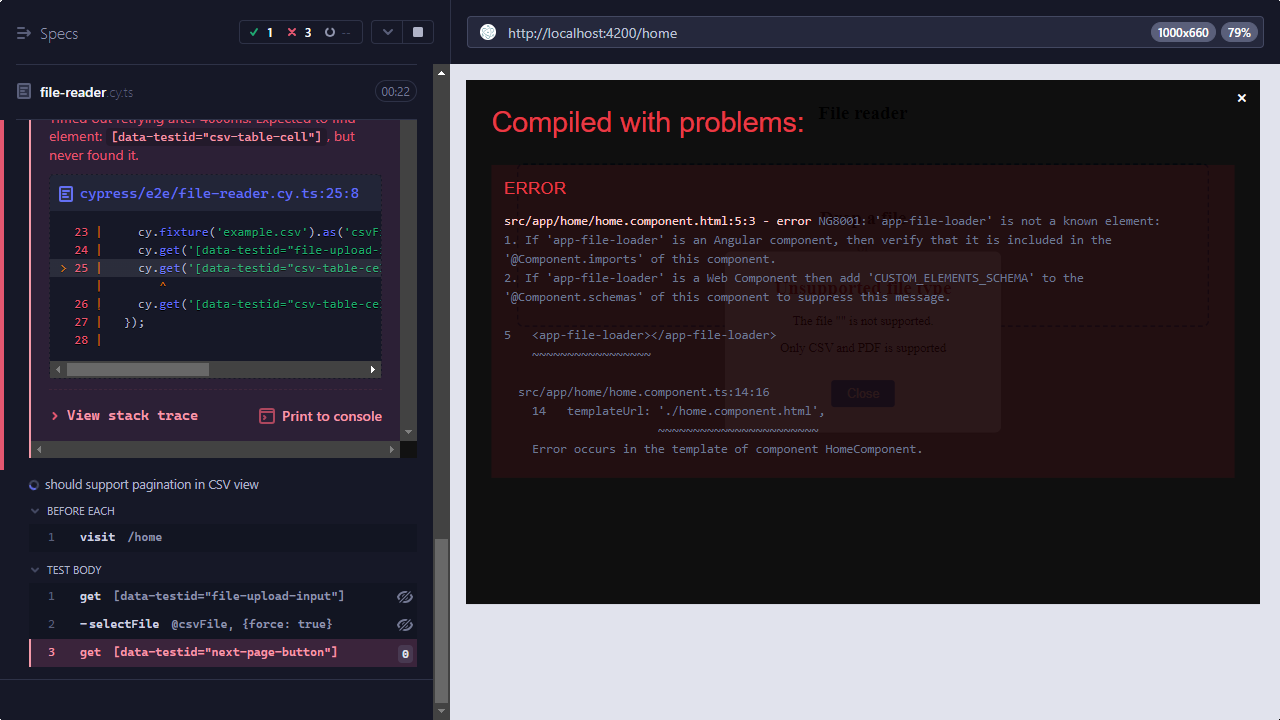 Specs
1
3
--
http://localhost:4200/home
1000x660
79%
file-reader.cy.ts
00:22
Timed out retrying after 4000ms: Expected to find
element: [data-testid="csv-table-cell"], but
never found it.
cypress/e2e/file-reader.cy.ts:25:8
23 | cy.fixture('example.csv').as('csvF
24 | cy.get('[data-testid="file-upload-i
> 25 | cy.get('[data-testid="csv-table-ce
| ^
26 | cy.get('[data-testid="csv-table-ce
27 | });
28 |
View stack trace
Print to console
should support pagination in CSV view
BEFORE EACH
1 visit /home
TEST BODY
1 get [data-testid="file-upload-input"]
2 -selectFile @csvFile, {force: true}
3 get [data-testid="next-page-button"] 0
File reader
Compiled with problems:
ERROR
src/app/home/home.component.html:5:3 - error NG8001: 'app-file-loader' is not a known element:
1. If 'app-file-loader' is an Angular component, then verify that it is included in the
'@Component.imports' of this component.
2. If 'app-file-loader' is a Web Component then add 'CUSTOM_ELEMENTS_SCHEMA' to the
'@Component.schemas' of this component to suppress this message.
5 <app-file-loader></app-file-loader>
~~~~~~~~~~~~~~~~~
src/app/home/home.component.ts:14:16
14 templateUrl: './home.component.html',
~~~~~~~~~~~~~~~~~~~~~~~
Error occurs in the template of component HomeComponent.
Unsupported file type
The file "" is not supported.
Only CSV and PDF is supported
Close